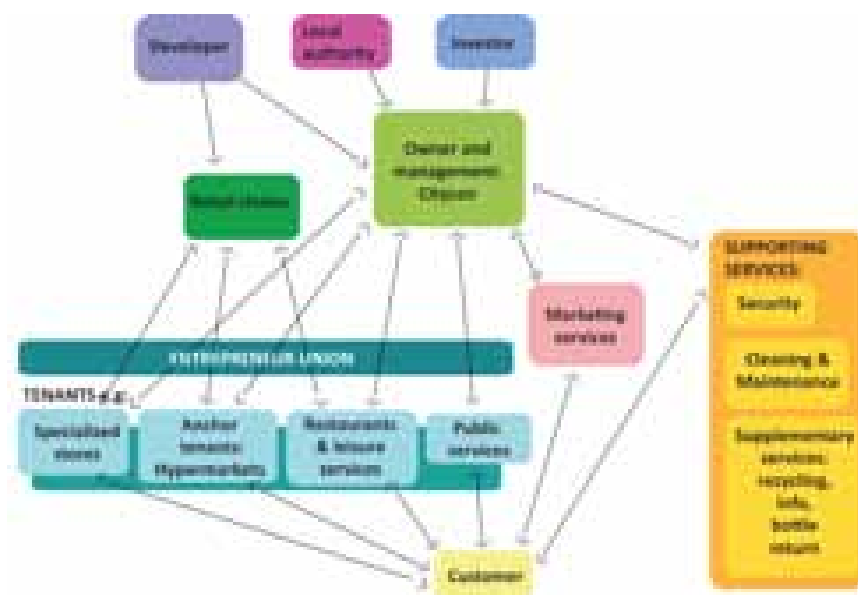 Developer
Local
authority
Investor
Owner and
management:
Citycon
Retail chains
SUPPORTING
SERVICES:
Security
Cleaning &
Maintenance
Supplementary
services:
recycling,
info,
bottle
return
Marketing
services
ENTREPRENEUR UNION
TENANTS e.g:
Specialized
stores
Anchor
tenants:
Hypermarkets
Restaurants
& leisure
services
Public
services
Customer